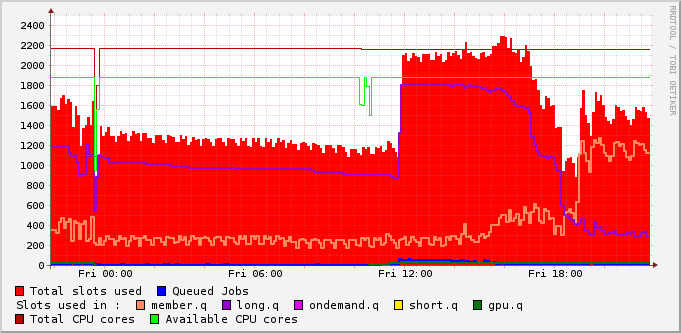 2400
2200
2000
1800
1600
1400
1200
1000
800
600
400
200
0
Fri 00:00 Fri 06:00 Fri 12:00 Fri 18:00
Total slots used Queued Jobs
Slots used in : member.q long.q ondemand.q short.q gpu.q
Total CPU cores Available CPU cores
RRDTOOL / TOBI OETIKER